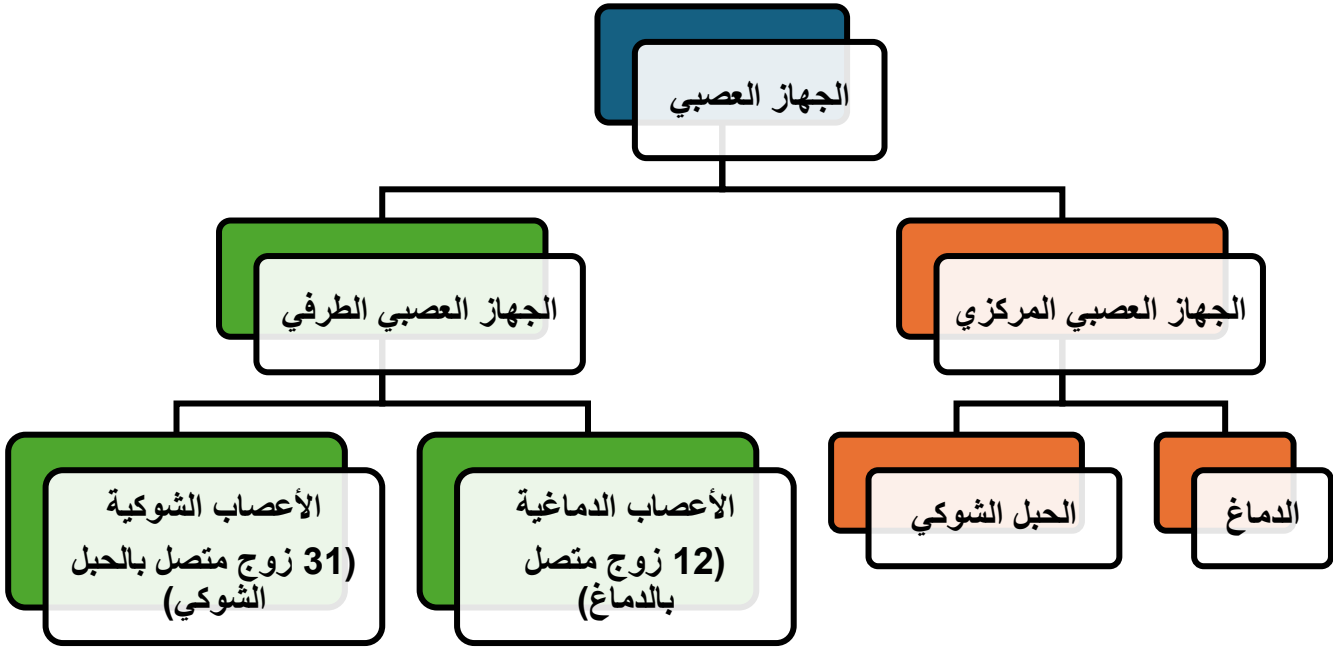 الجهاز العصبي
الجهاز العصبي المركزي
الجهاز العصبي الطرفي
الدماغ
الحبل الشوكي
الأعصاب الدماغية
(12 زوج متصل
بالدماغ)
الأعصاب الشوكية
(31 زوج متصل بالحبل
الشوكي)